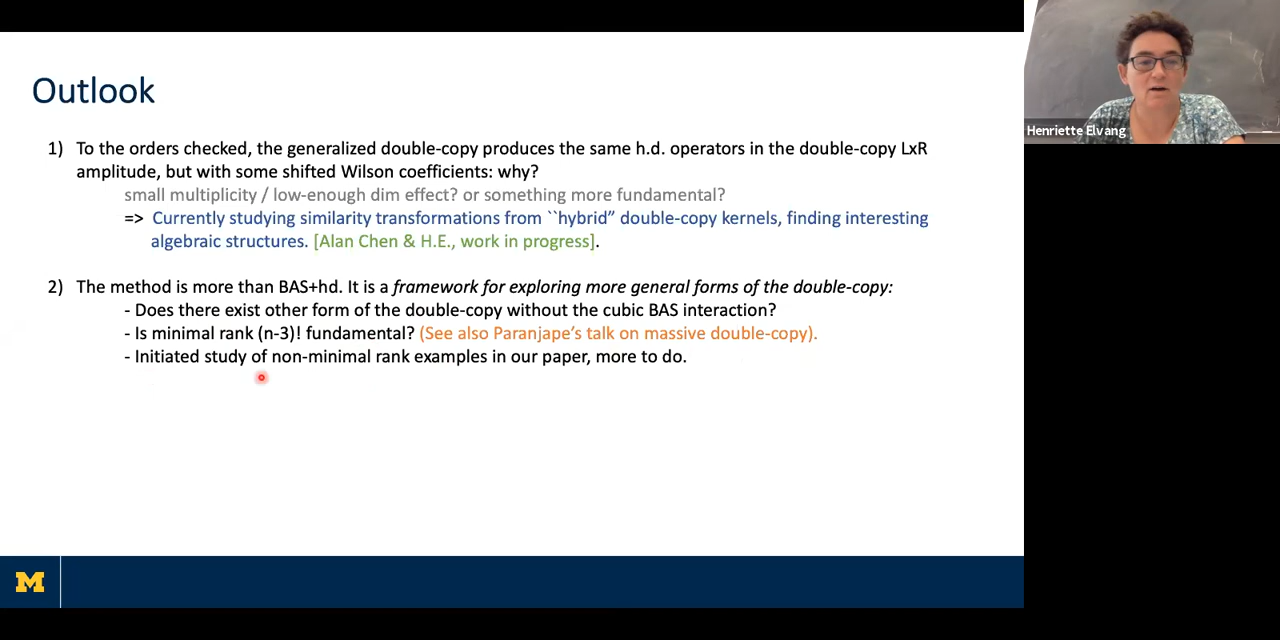 Outlook
1) To the orders checked, the generalized double-copy produces the same h.d. operators in the double-copy LxR
amplitude, but with some shifted Wilson coefficients: why?
small multiplicity / low-enough dim effect? or something more fundamental?
=> Currently studying similarity transformations from ``hybrid” double-copy kernels, finding interesting
algebraic structures. [Alan Chen & H.E., work in progress].
2) The method is more than BAS+hd. It is a framework for exploring more general forms of the double-copy:
- Does there exist other form of the double-copy without the cubic BAS interaction?
- Is minimal rank (n-3)! fundamental? (See also Paranjape’s talk on massive double-copy).
- Initiated study of non-minimal rank examples in our paper, more to do.
M
Henriette Elvang